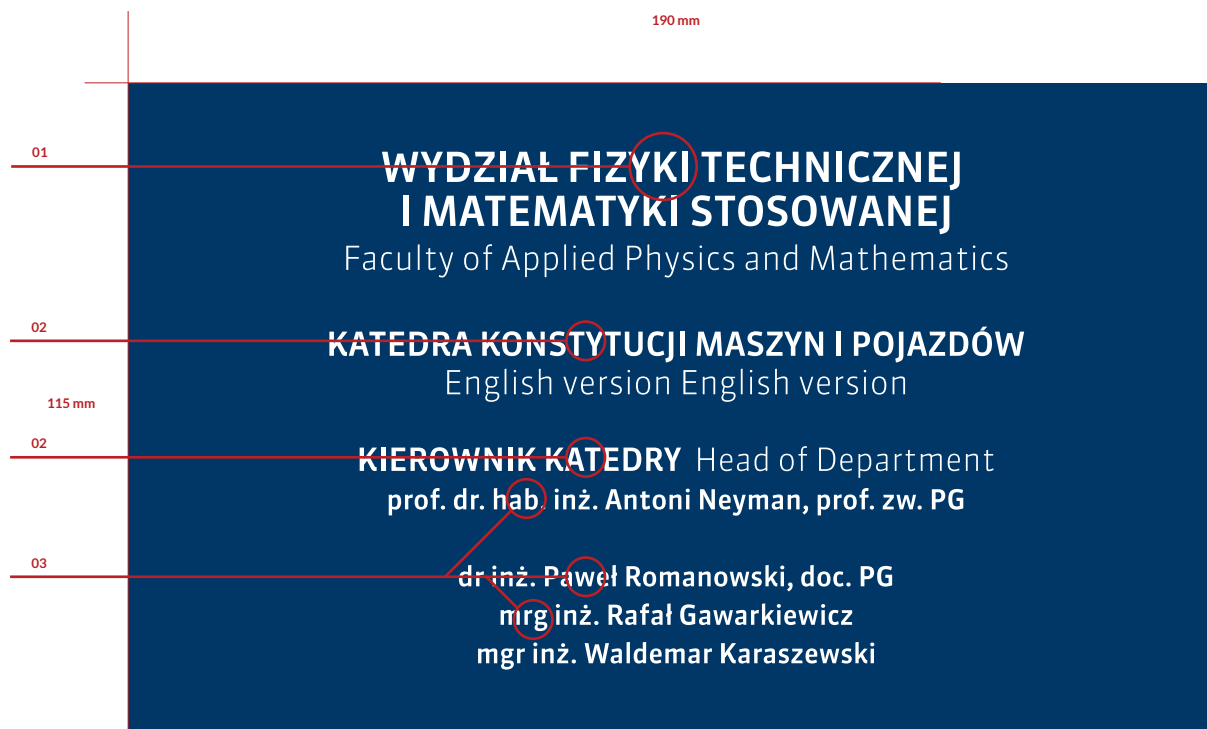 190 mm
01
WYDZIAŁ FIZYKI TECHNICZNEJ
I MATEMATYKI STOSOWANEJ
Faculty of Applied Physics and Mathematics
02
KATEDRA KONSTYTUCJI MASZYN I POJAZDÓW
English version English version
115 mm
02
KIEROWNIK KATEDRY Head of Department
prof. dr. hab. inż. Antoni Neyman, prof. zw. PG
03
dr inż. Paweł Romanowski, doc. PG
mrg inż. Rafał Gawarkiewicz
mgr inż. Waldemar Karaszewski